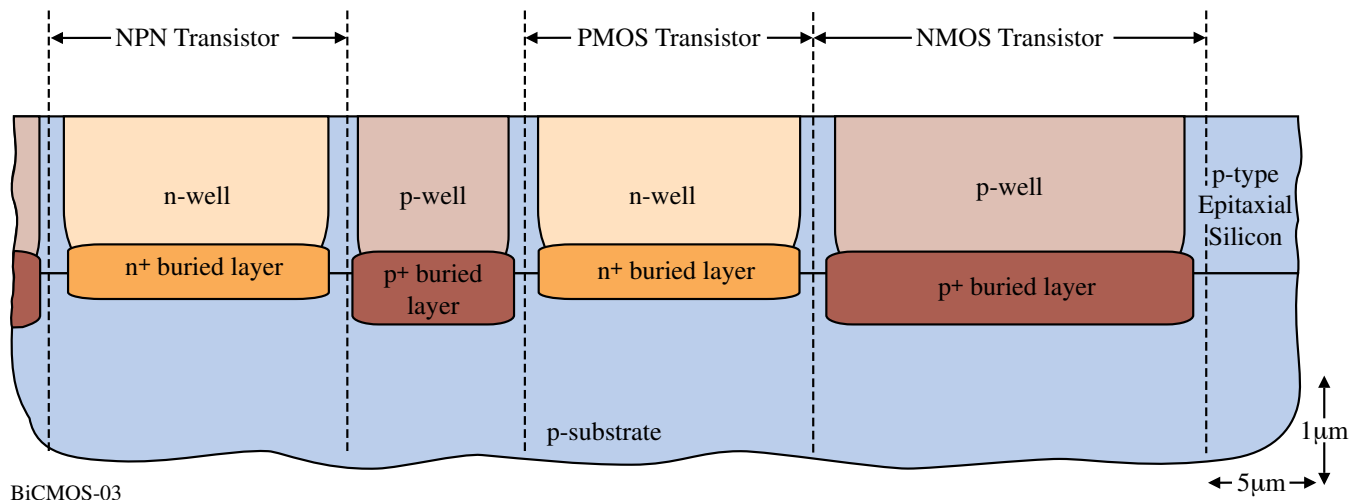 NPN Transistor
PMOS Transistor
NMOS Transistor
n-well
p-well
n-well
p-well
p-type
Epitaxial
Silicon
n+ buried layer
p+ buried
layer
n+ buried layer
p+ buried layer
p-substrate
1μm
5μm
BiCMOS-03